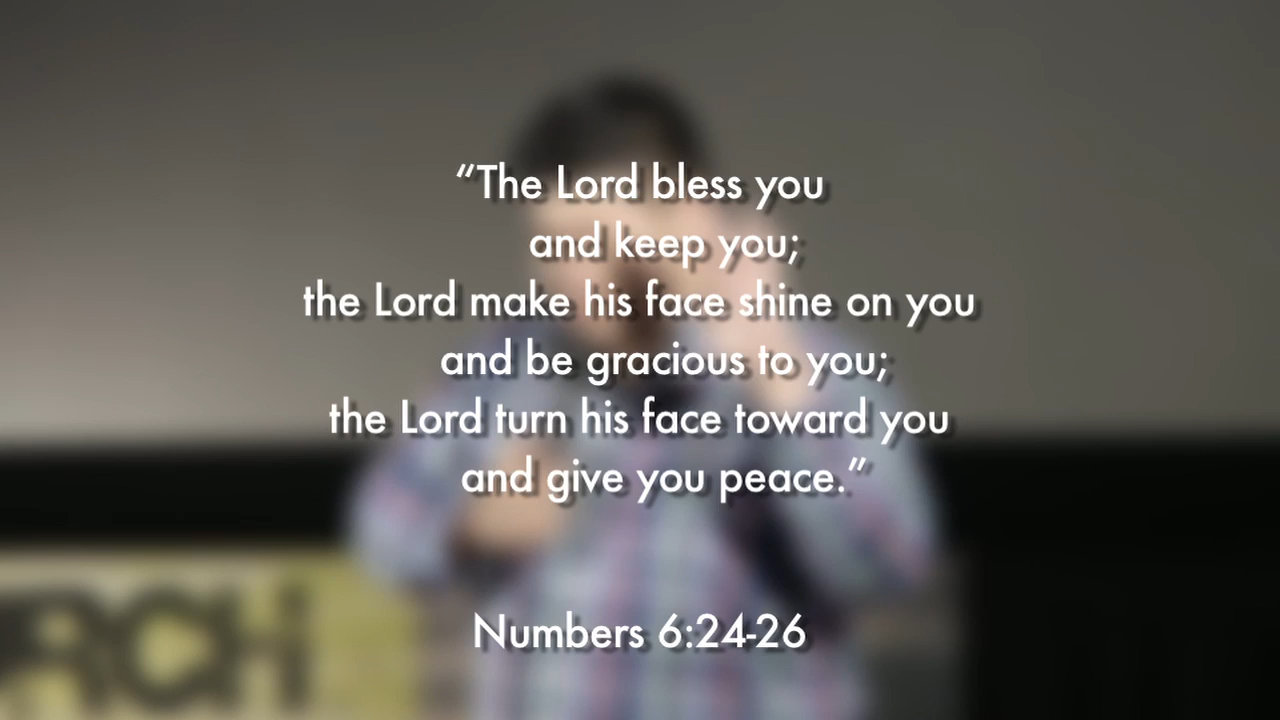 “The Lord bless you
and keep you;
the Lord make his face shine on you
and be gracious to you;
the Lord turn his face toward you
and give you peace.”
Numbers 6:24-26
RCH